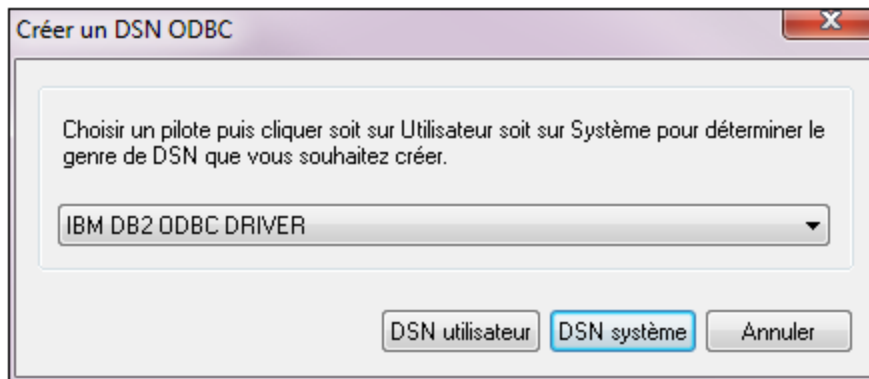 Créer un DSN ODBC
Choisir un pilote puis cliquer soit sur Utilisateur soit sur Système pour déterminer le
genre de DSN que vous souhaitez créer.
IBM DB2 ODBC DRIVER
DSN utilisateur DSN système Annuler